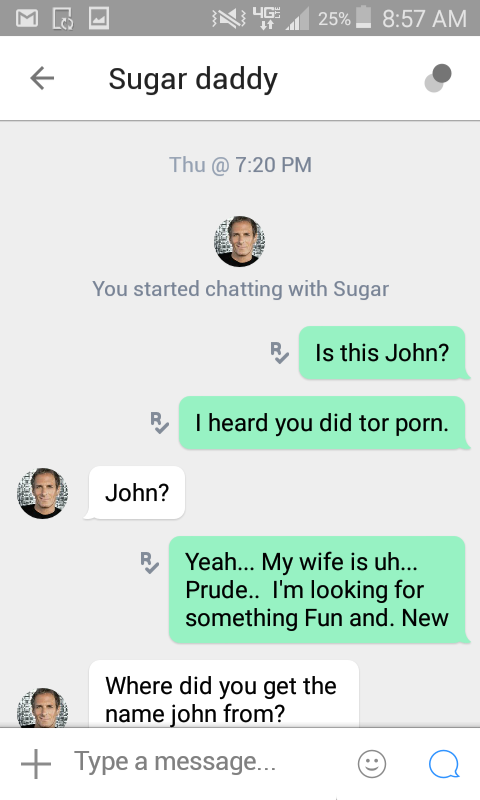 4G LTE 25% 8:57 AM
Sugar daddy
Thu @ 7:20 PM
You started chatting with Sugar
R Is this John?
R I heard you did tor porn.
John?
R Yeah... My wife is uh...
Prude.. I'm looking for
something Fun and. New
Where did you get the
name john from?
Type a message...